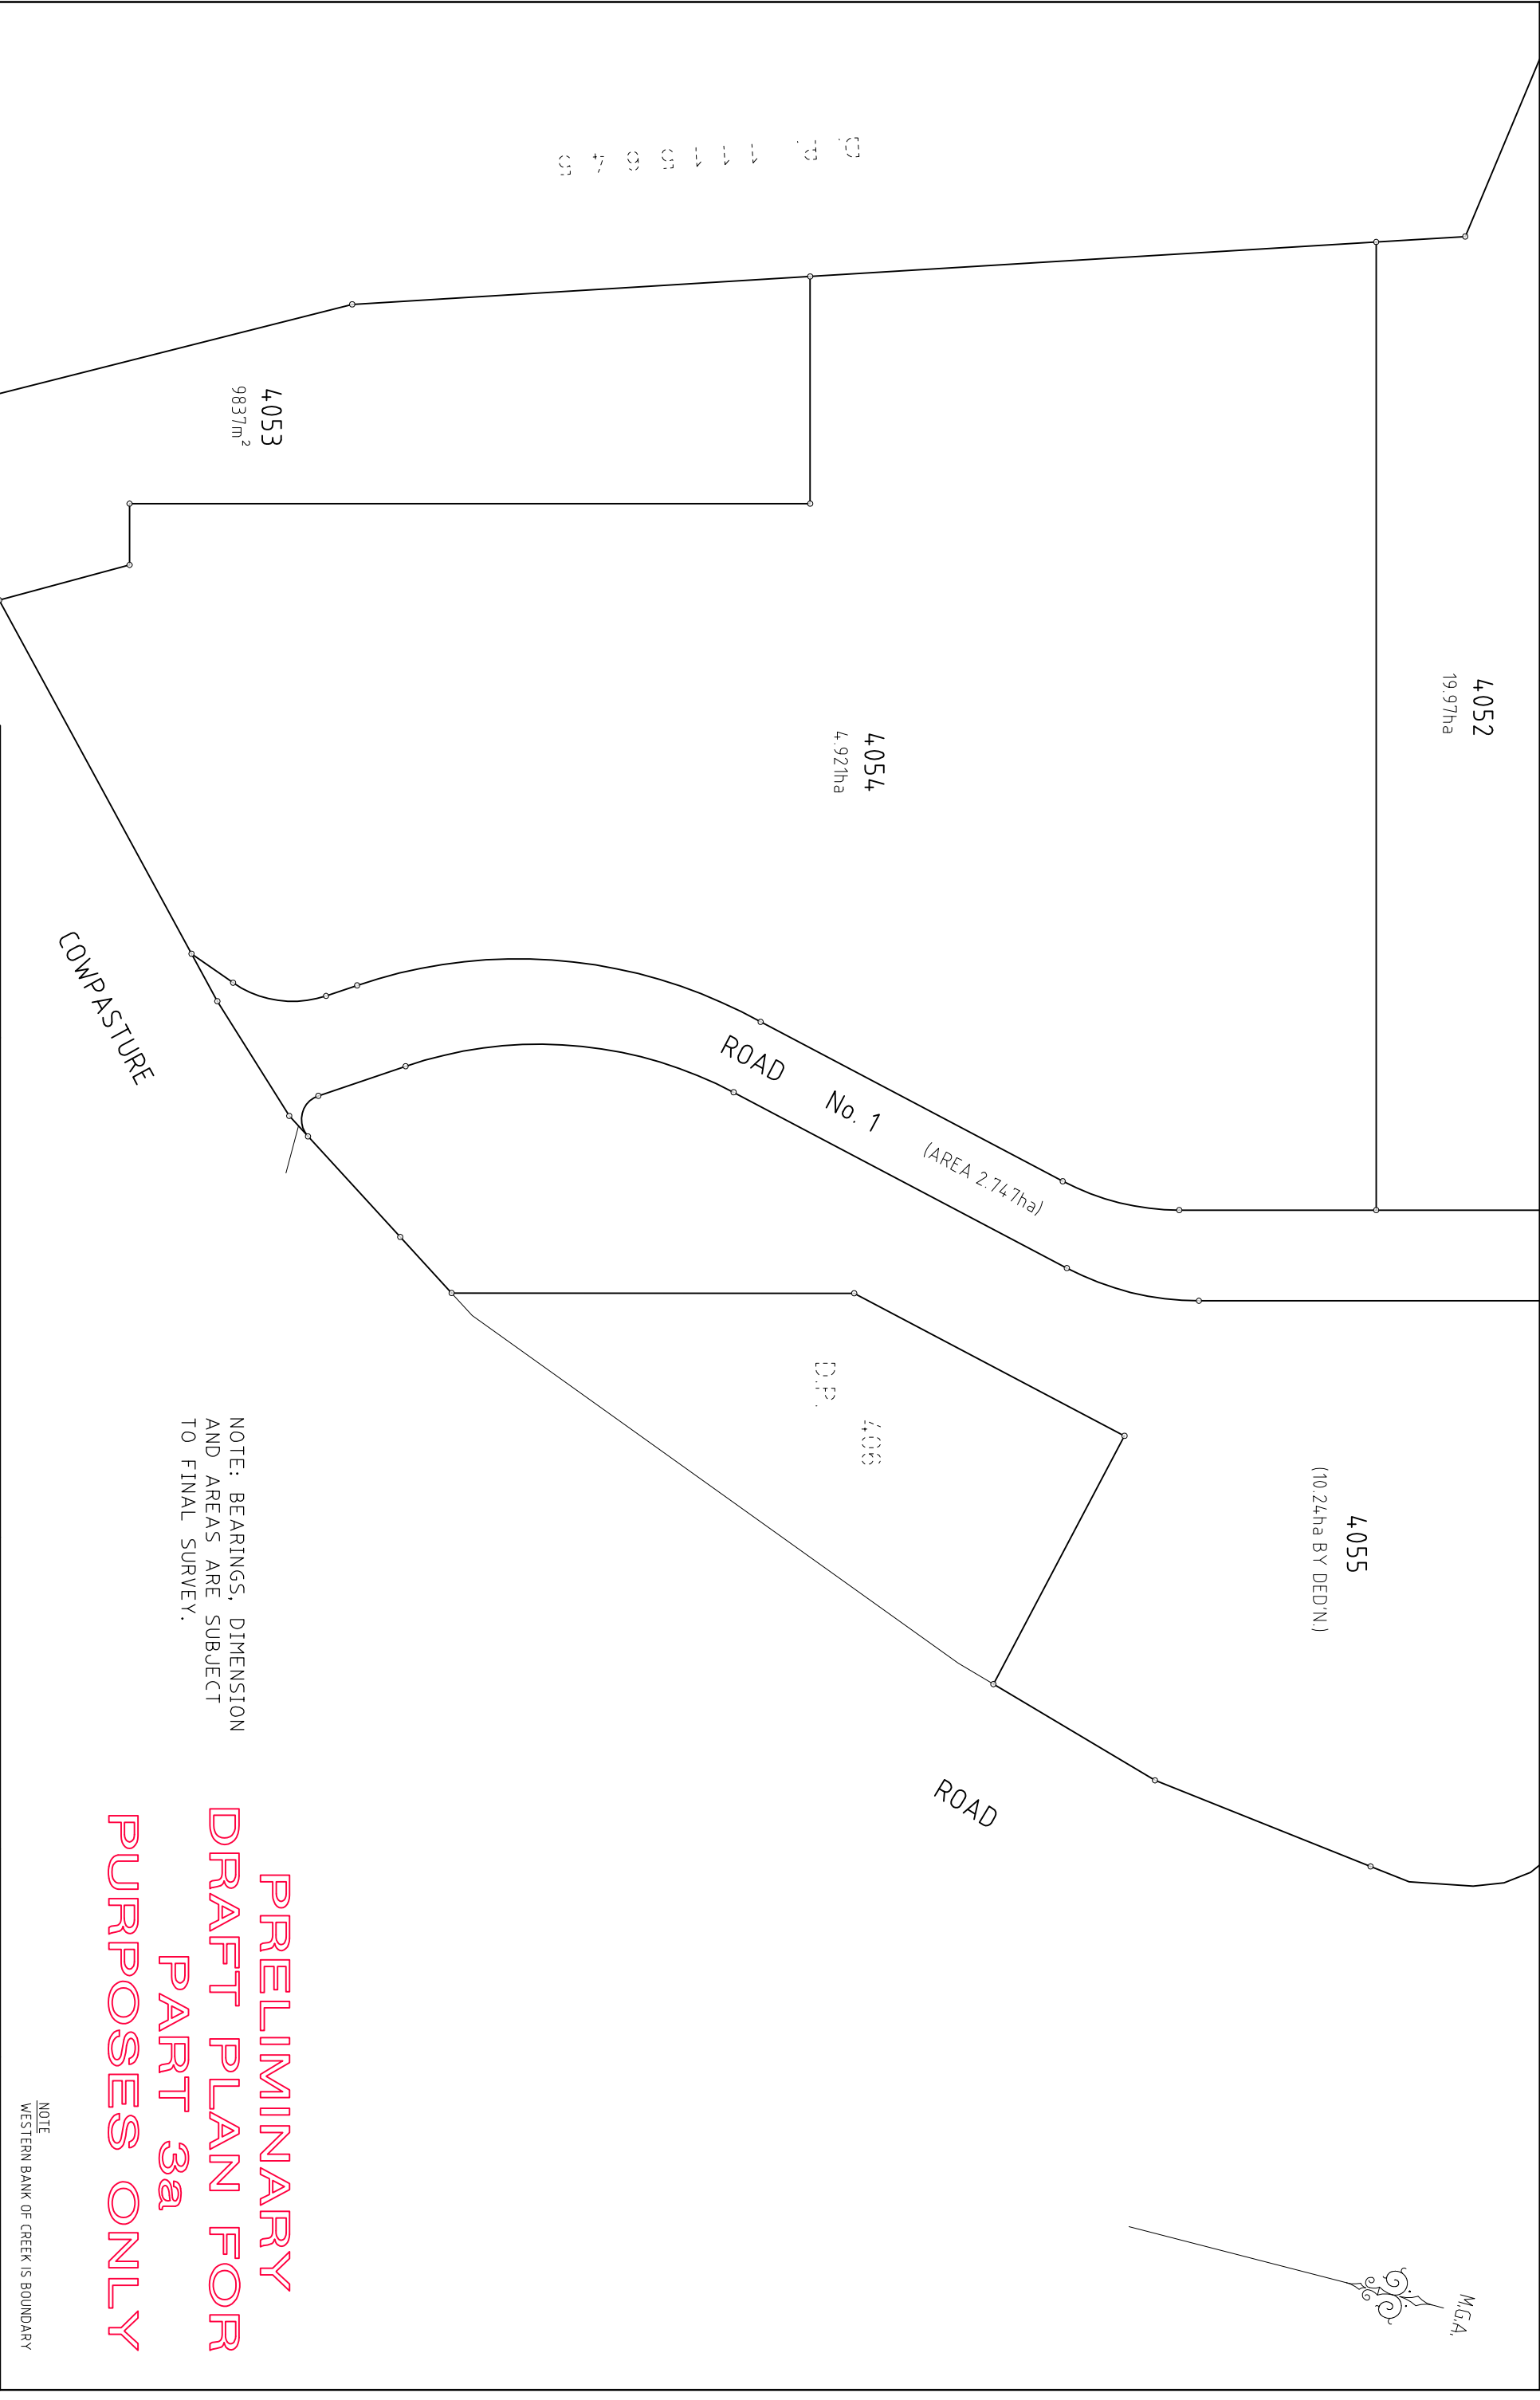 D.P. 1115645
4052
19.97ha
4053
9837m²
4054
4.921ha
ROAD No. 1 (AREA 2.747ha)
COWPASTURE
ROAD
D.P.
406
4055
(10.24ha BY DED'N.)
NOTE: BEARINGS, DIMENSION
AND AREAS ARE SUBJECT
TO FINAL SURVEY.
PRELIMINARY
DRAFT PLAN FOR
PART 3a
PURPOSES ONLY
M.G.A.
NOTE
WESTERN BANK OF CREEK IS BOUNDARY